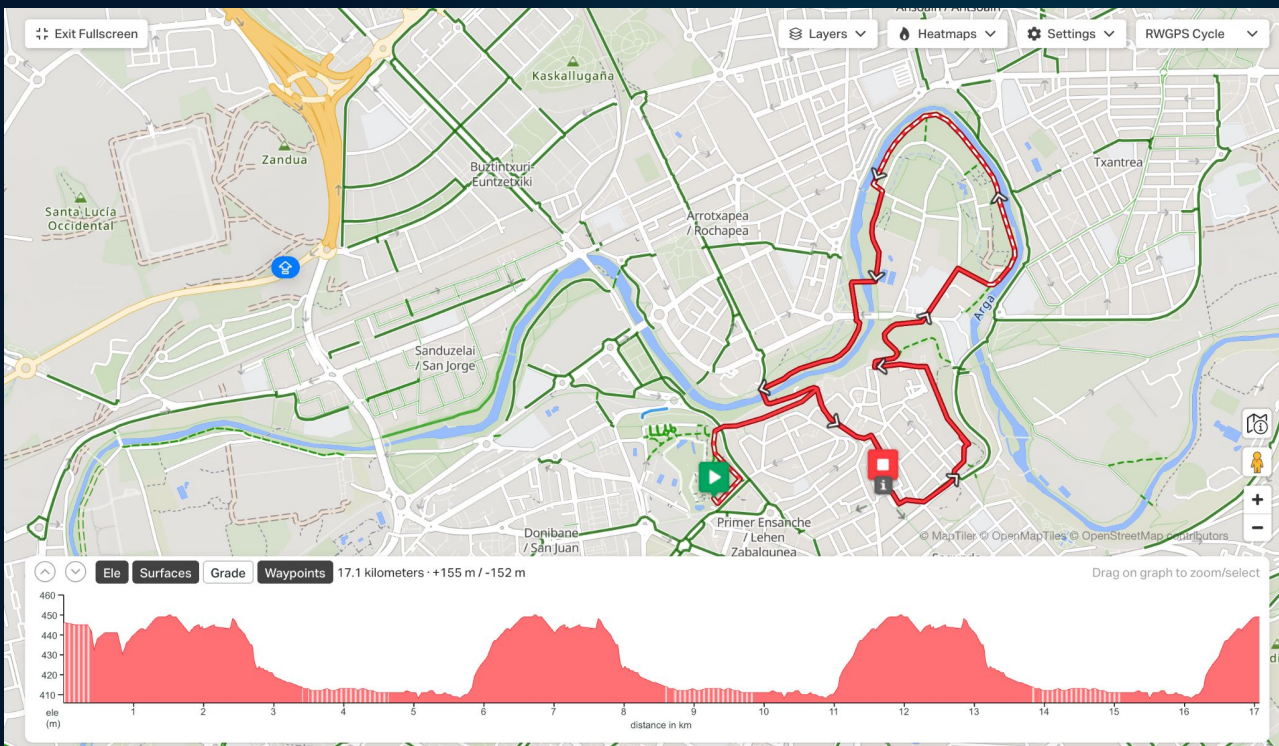 Ansoáin / Antsoain
Exit Fullscreen
Layers
Heatmaps
Settings
RWGPS Cycle
Kaskallugaña
Zandua
Buztintxuri-
Euntzetxiki
Txantrea
Santa Lucía
Occidental
Arrotxapea
/ Rochapea
Arga
Sanduzelai
/ San Jorge
i
Donibane
/ San Juan
Primer Ensanche
/ Lehen
Zabalgunea
© MapTiler © OpenMapTiles © OpenStreetMap contributors
Ele
Surfaces
Grade
Waypoints
17.1 kilometers · +155 m / -152 m
Drag on graph to zoom/select
460
450
440
430
420
410
ele
(m)
1 2 3 4 5 6 7 8 9 10 11 12 13 14 15 16 17
distance in km